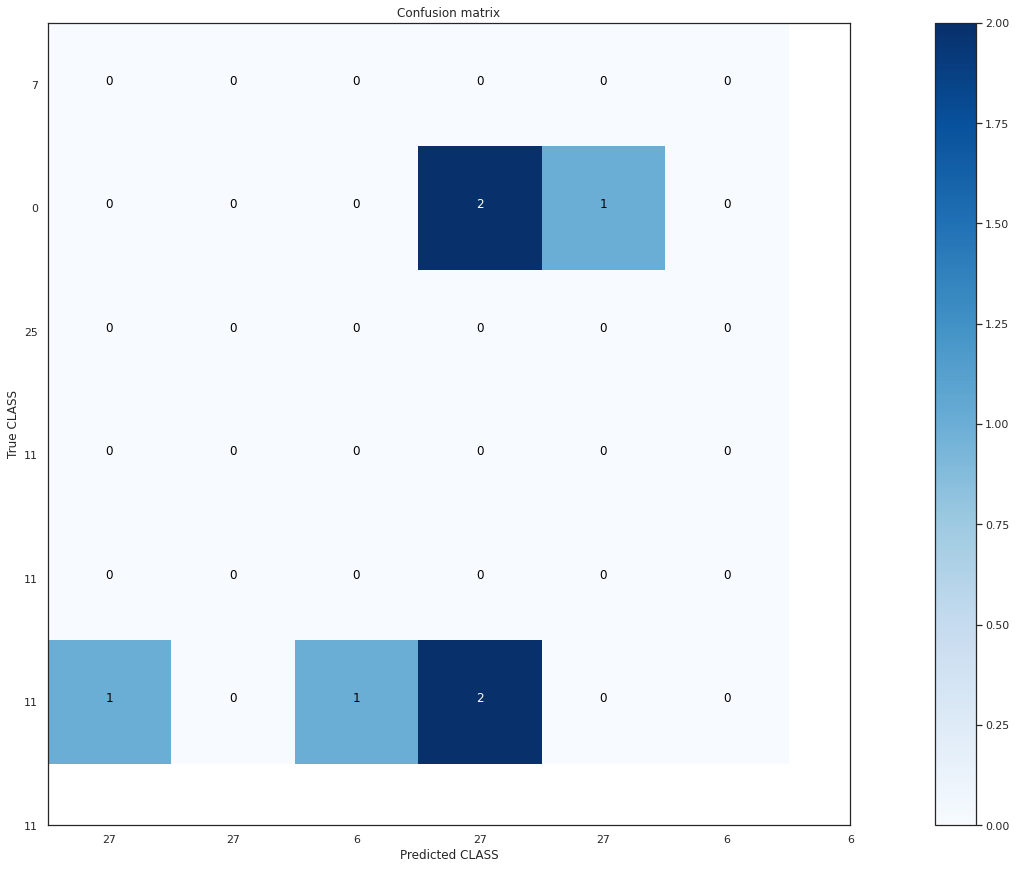 Confusion matrix
2.00
7 0 0 0 0 0 0
1.75
0 0 0 0 2 1 0
1.50
25 0 0 0 0 0 0
1.25
True CLASS
1.00
11 0 0 0 0 0 0
0.75
11 0 0 0 0 0 0
0.50
11 1 0 1 2 0 0
0.25
11
0.00
27 27 6 27 27 6 6
Predicted CLASS